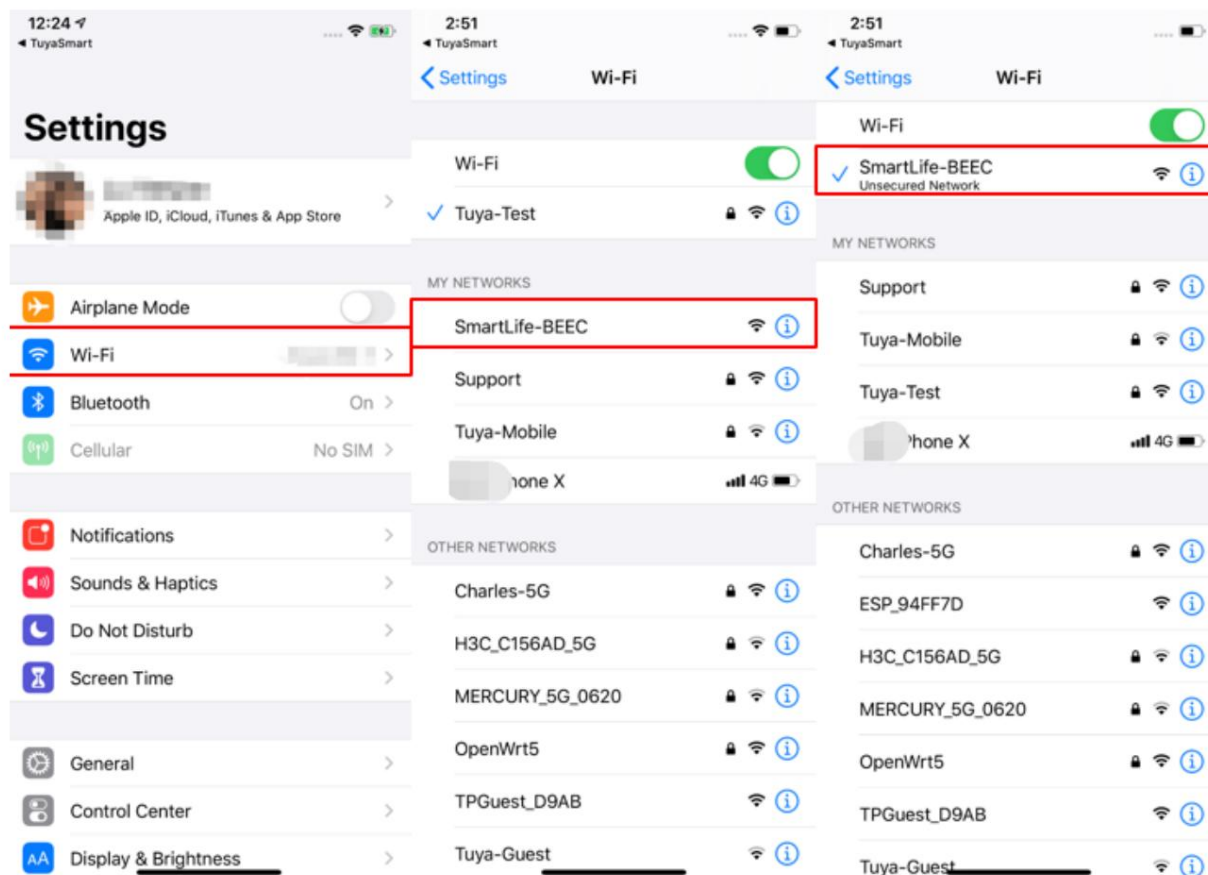 12:24
◀ TuyaSmart
Settings
Apple ID, iCloud, iTunes & App Store
Airplane Mode
Wi-Fi
Bluetooth On
Cellular No SIM
Notifications
Sounds & Haptics
Do Not Disturb
Screen Time
General
Control Center
AA Display & Brightness
2:51
◀ TuyaSmart
Settings Wi-Fi
Wi-Fi
Tuya-Test
MY NETWORKS
SmartLife-BEEC
Support
Tuya-Mobile
hone X 4G
OTHER NETWORKS
Charles-5G
H3C_C156AD_5G
MERCURY_5G_0620
OpenWrt5
TPGuest_D9AB
Tuya-Guest
2:51
◀ TuyaSmart
Settings Wi-Fi
Wi-Fi
SmartLife-BEEC
Unsecured Network
MY NETWORKS
Support
Tuya-Mobile
Tuya-Test
Phone X 4G
OTHER NETWORKS
Charles-5G
ESP_94FF7D
H3C_C156AD_5G
MERCURY_5G_0620
OpenWrt5
TPGuest_D9AB
Tuya-Guest